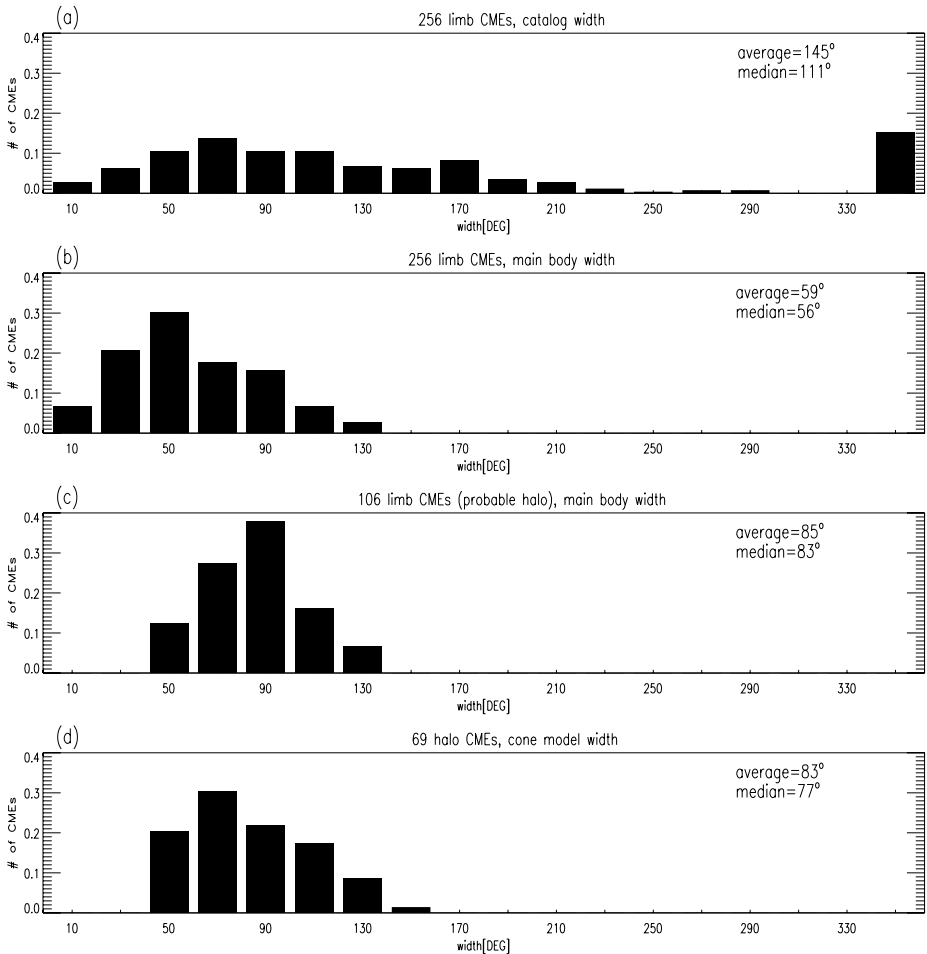 (a)
256 limb CMEs, catalog width
average=145°
median=111°
# of CMEs
0.4
0.3
0.2
0.1
0.0
10 50 90 130 170 210 250 290 330
width[DEG]
(b)
256 limb CMEs, main body width
average=59°
median=56°
# of CMEs
0.4
0.3
0.2
0.1
0.0
10 50 90 130 170 210 250 290 330
width[DEG]
(c)
106 limb CMEs (probable halo), main body width
average=85°
median=83°
# of CMEs
0.4
0.3
0.2
0.1
0.0
10 50 90 130 170 210 250 290 330
width[DEG]
(d)
69 halo CMEs, cone model width
average=83°
median=77°
# of CMEs
0.4
0.3
0.2
0.1
0.0
10 50 90 130 170 210 250 290 330
width[DEG]